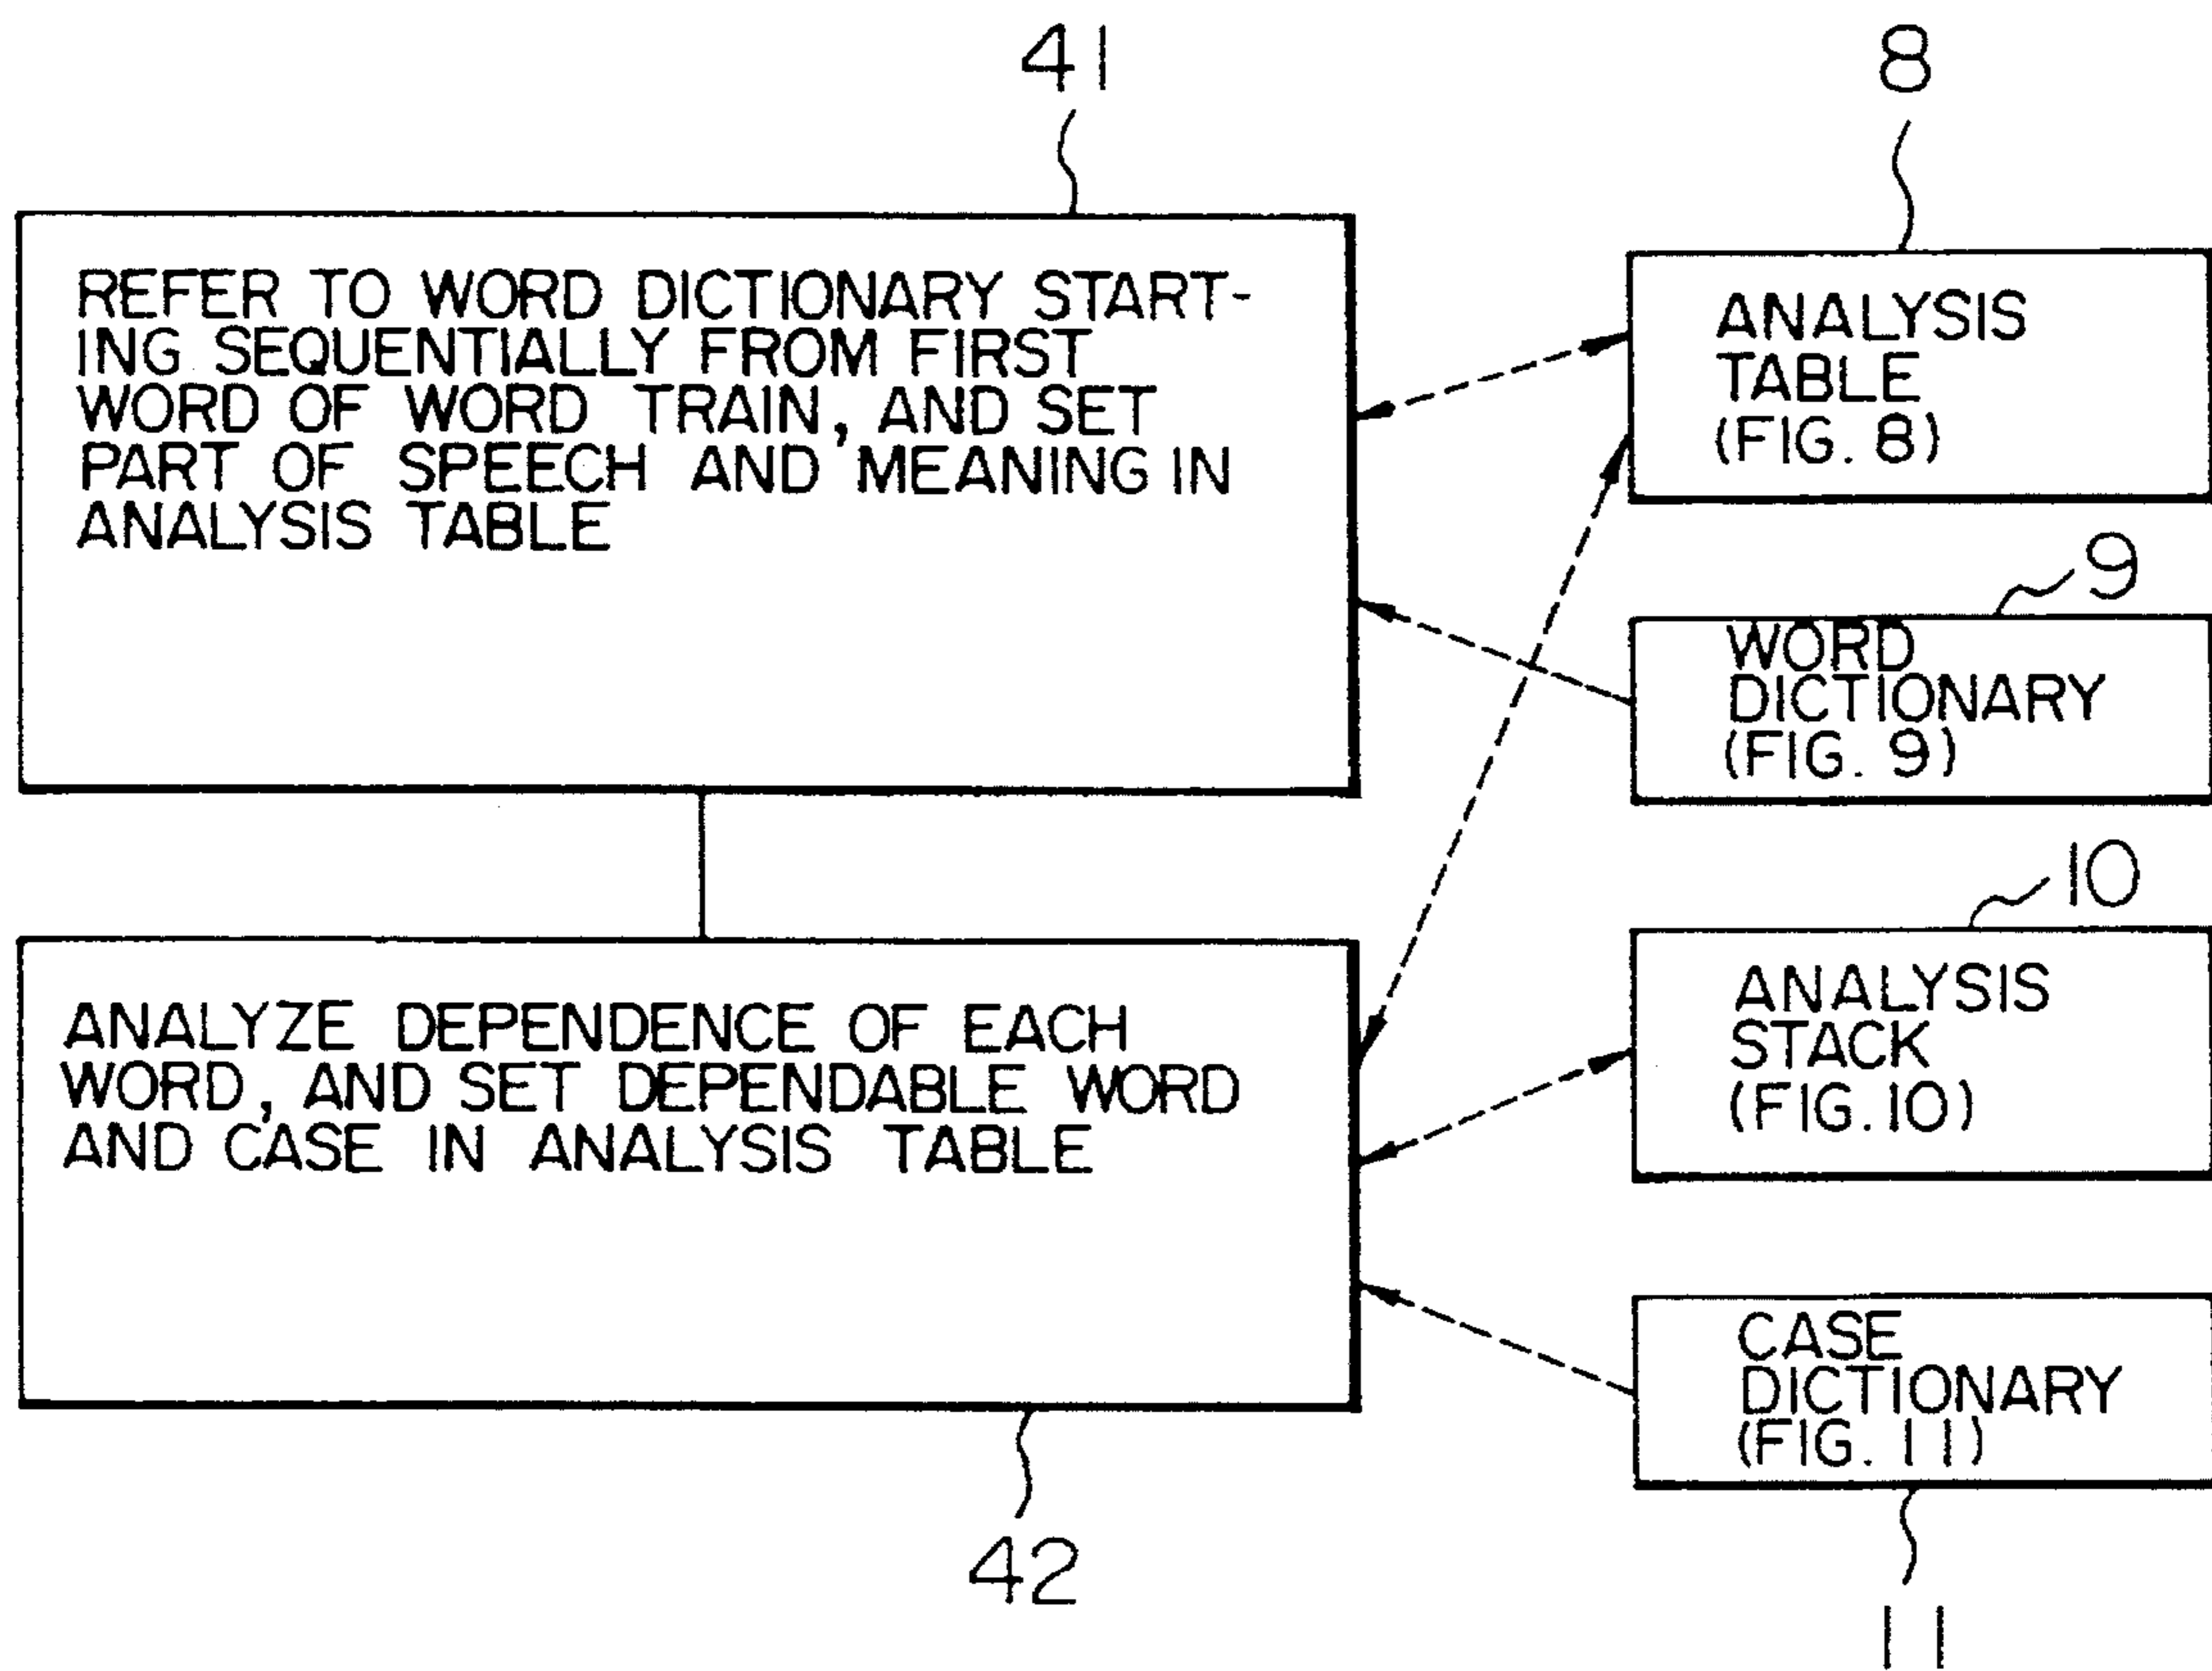 41
REFER TO WORD DICTIONARY START-
ING SEQUENTIALLY FROM FIRST
WORD OF WORD TRAIN, AND SET
PART OF SPEECH AND MEANING IN
ANALYSIS TABLE
8
ANALYSIS
TABLE
(FIG. 8)
9
WORD
DICTIONARY
(FIG. 9)
10
ANALYSIS
STACK
(FIG. 10)
ANALYZE DEPENDENCE OF EACH
WORD, AND SET DEPENDABLE WORD
AND CASE IN ANALYSIS TABLE
42
CASE
DICTIONARY
(FIG. 11)
11